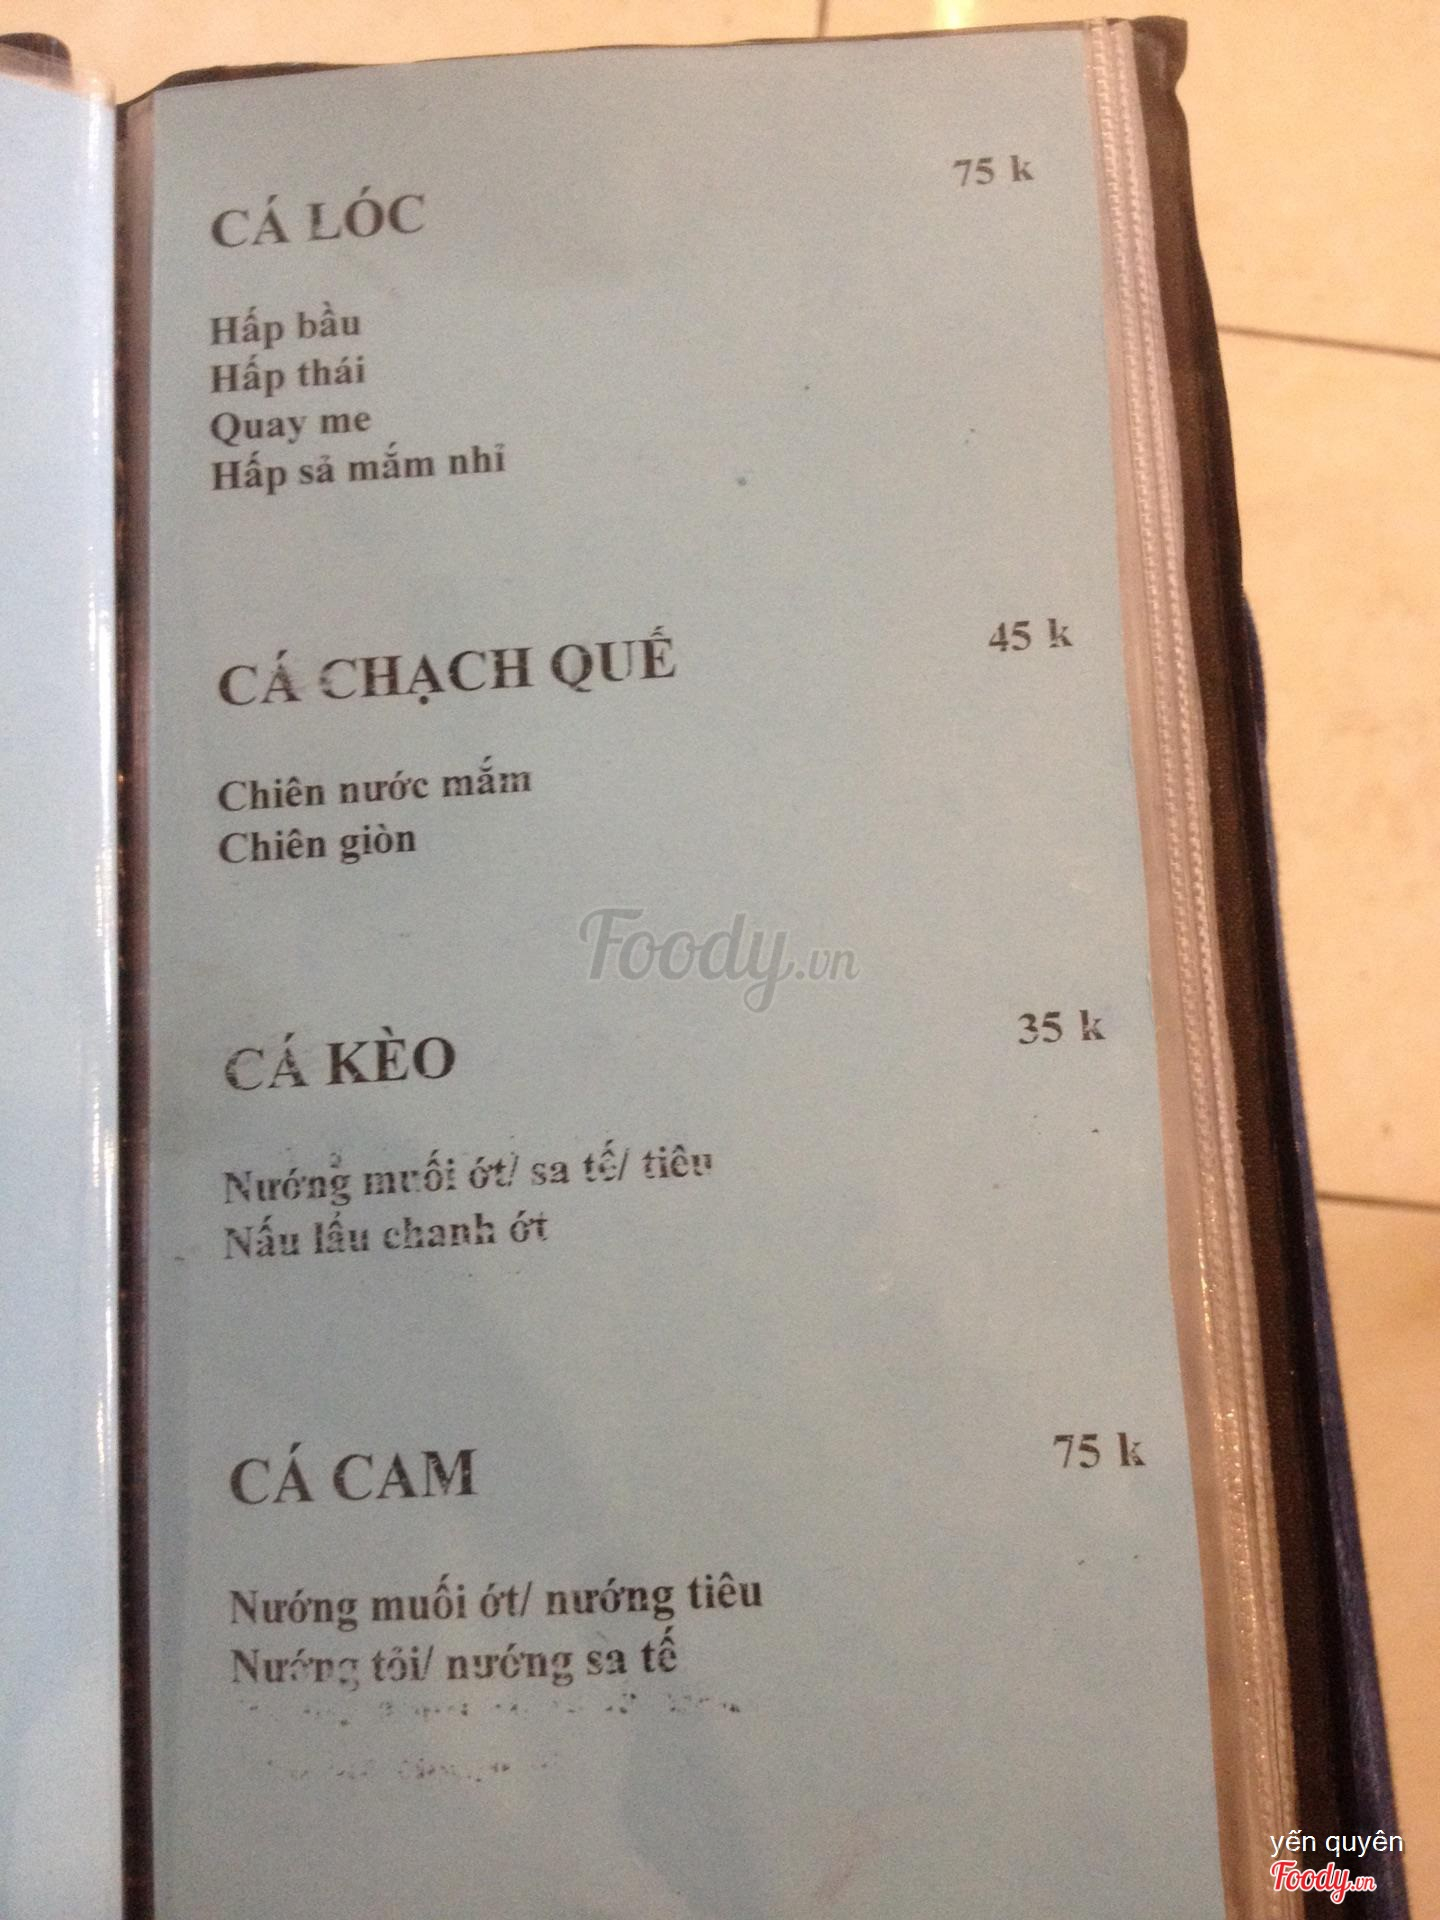 75 k
CÁ LÓC
Hấp bầu
Hấp thái
Quay me
Hấp sả mắm nhỉ
45 k
CÁ CHẠCH QUẾ
Chiên nước mắm
Chiên giòn
Foody.vn
35 k
CÁ KÈO
Nướng muối ớt/ sa tế/ tiêu
Nấu lẩu chanh ớt
75 k
CÁ CAM
Nướng muối ớt/ nướng tiêu
Nướng tỏi/ nướng sa tế
yến quyên
Foody.vn